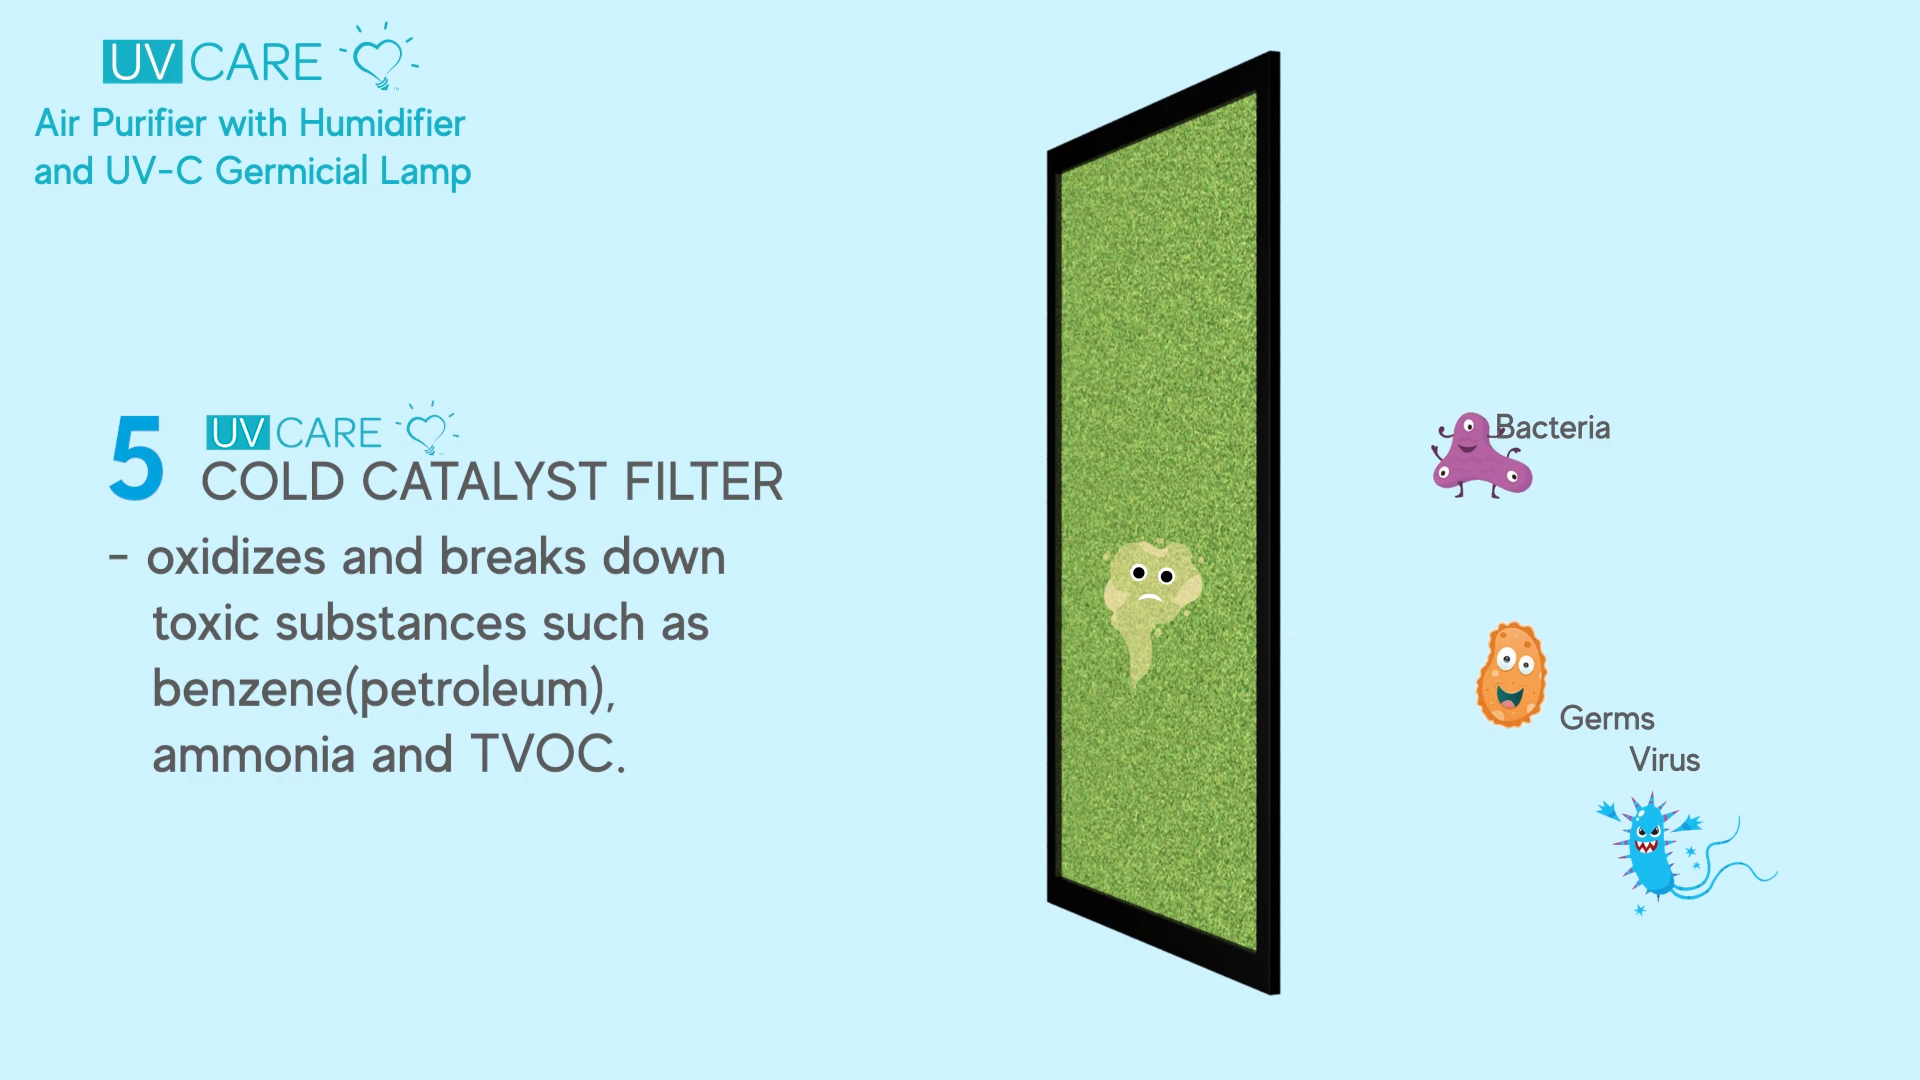 UV CARE
Air Purifier with Humidifier
and UV-C Germicial Lamp
5 UV CARE
COLD CATALYST FILTER
- oxidizes and breaks down
toxic substances such as
benzene(petroleum),
ammonia and TVOC.
Bacteria
Germs
Virus